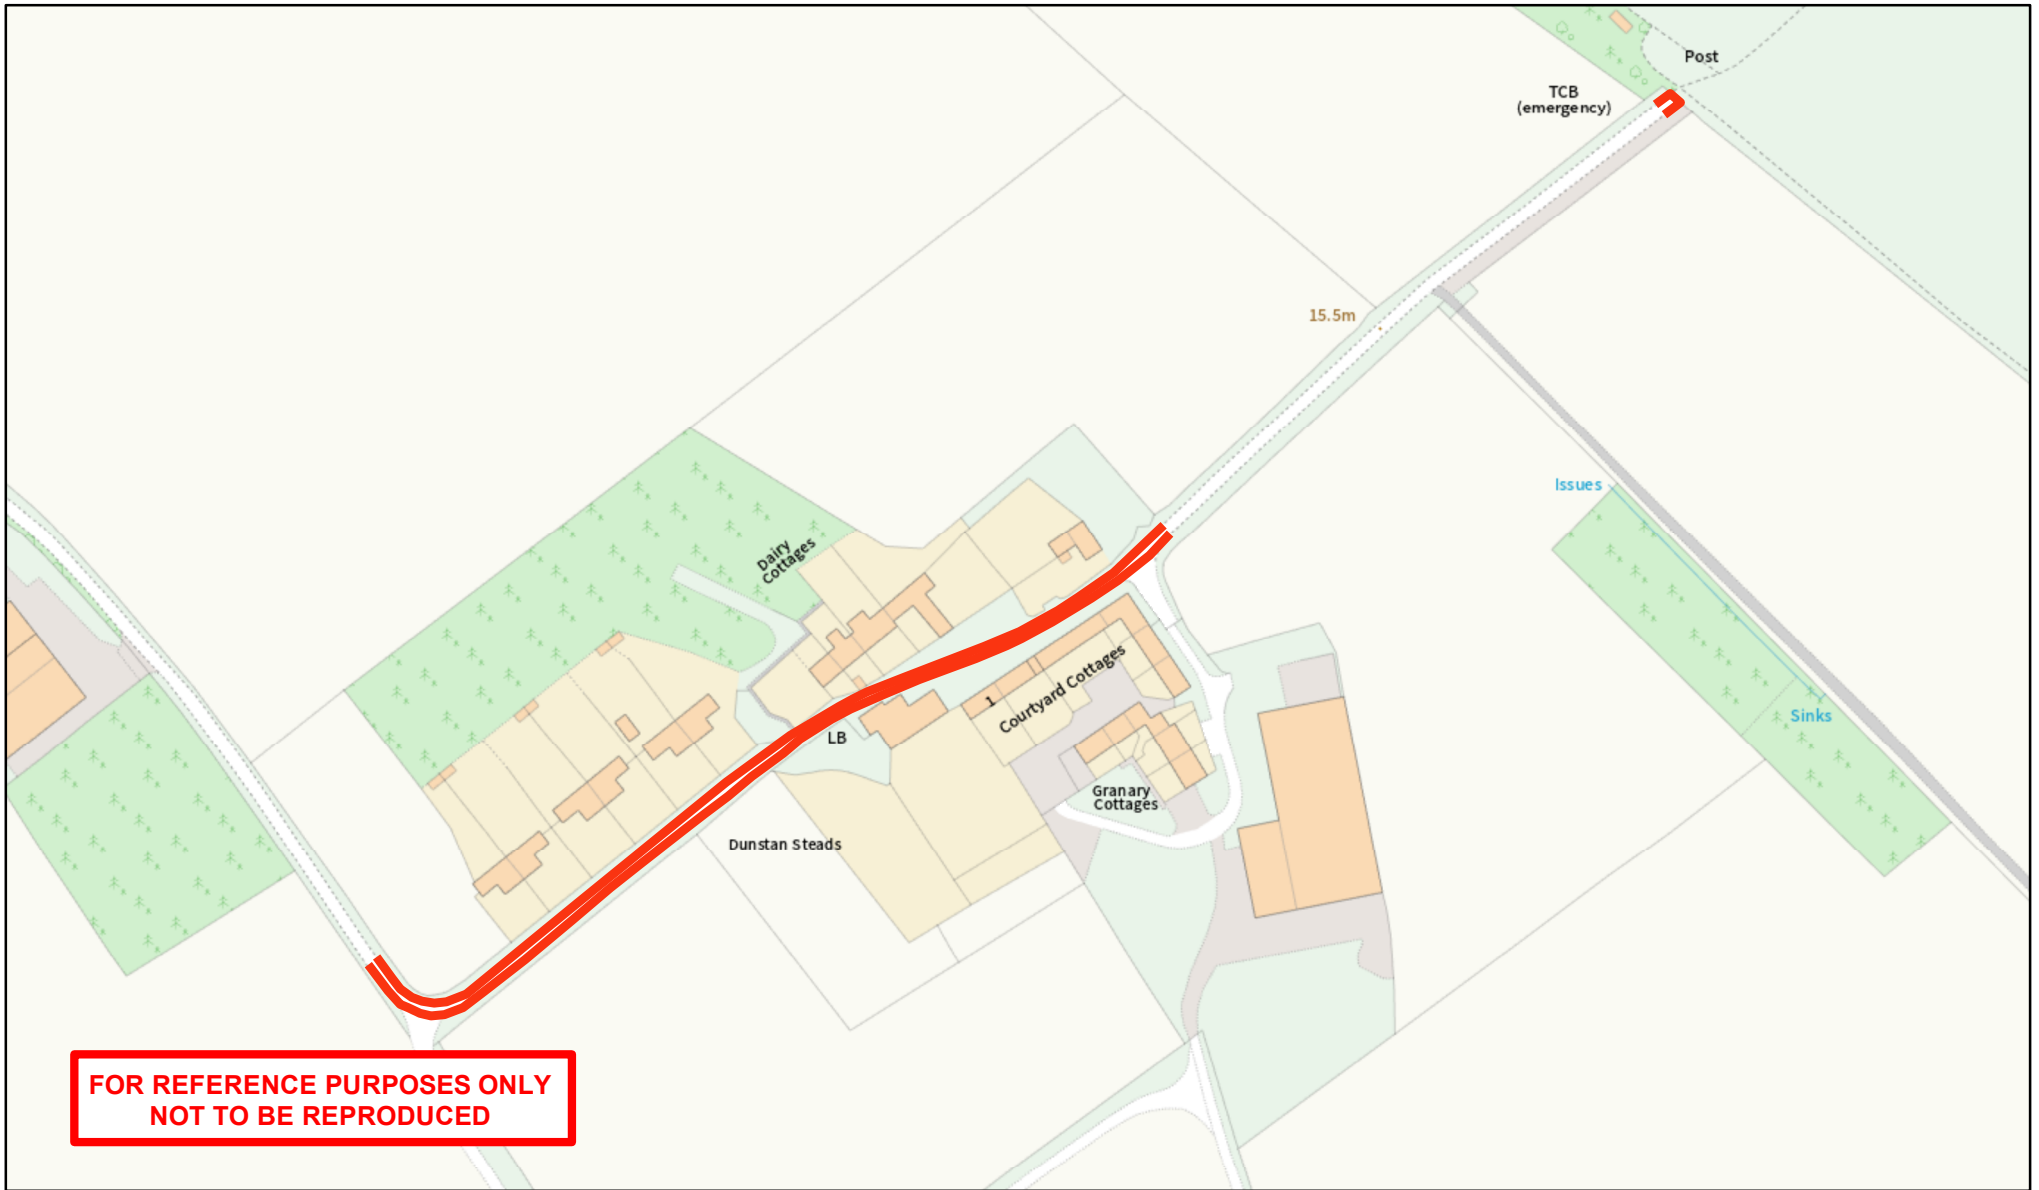 Post
TCB
(emergency)
15.5m
Issues
Dairy
Cottages
1
Courtyard Cottages
Sinks
LB
Granary
Cottages
Dunstan Steads
FOR REFERENCE PURPOSES ONLY
NOT TO BE REPRODUCED